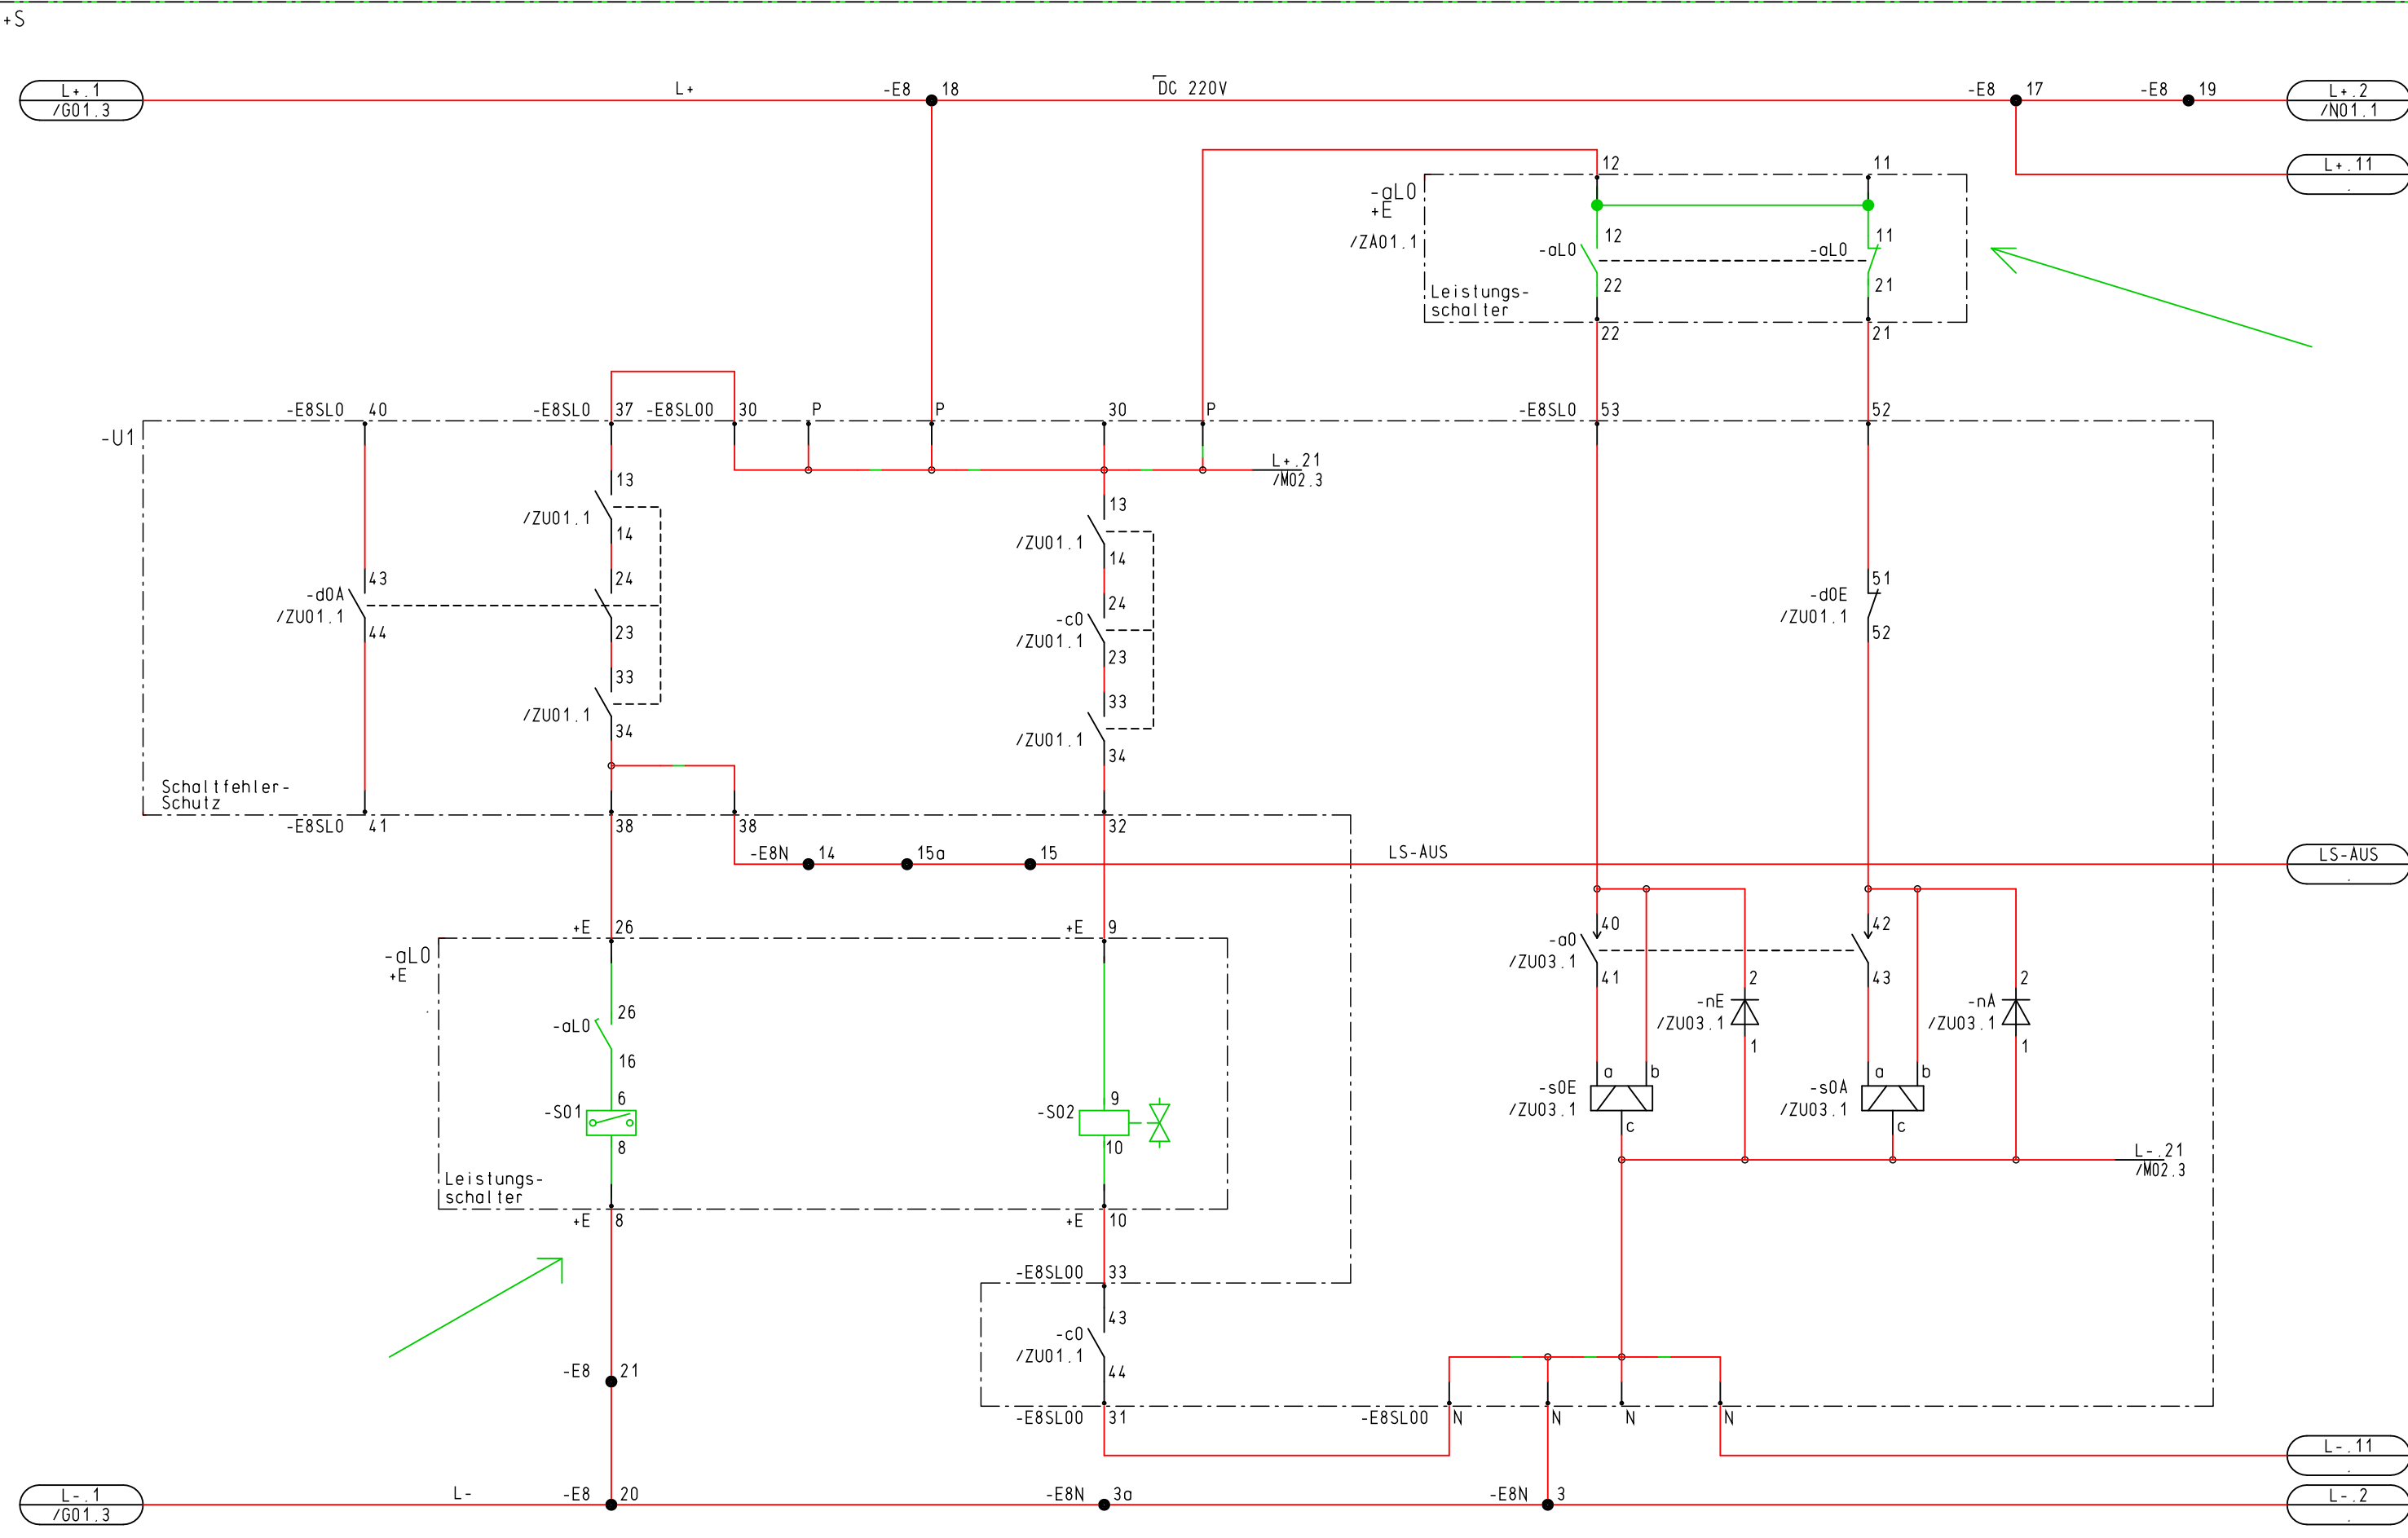 +S
L+.1
/G01.3
L+
-E8 18
DC 220V
-E8 17
-E8 19
L+.2
/N01.1
L+.11
12
11
-aL0
+E
/ZA01.1
12
-aL0
22
11
-aL0
21
Leistungs-
schalter
22
21
-E8SL0 40
-E8SL0 37
-E8SL00 30
P
P
30
P
-E8SL0 53
52
-U1
L+.21
/M02.3
13
/ZU01.1
14
13
/ZU01.1
14
43
-d0A
/ZU01.1
44
24
23
24
-c0
/ZU01.1
23
51
-d0E
/ZU01.1
52
33
/ZU01.1
34
33
/ZU01.1
34
Schaltfehler-
Schutz
-E8SL0 41
38
38
32
-E8N 14
15a
15
LS-AUS
LS-AUS
+E 26
+E 9
-aL0
+E
40
-a0
/ZU03.1
41
42
43
2
-nE
/ZU03.1
1
2
-nA
/ZU03.1
1
26
-aL0
16
6
-S01
8
9
-S02
10
a b
-s0E
/ZU03.1
c
a b
-s0A
/ZU03.1
c
L-.21
/M02.3
Leistungs-
schalter
+E 8
+E 10
-E8SL00 33
43
-c0
/ZU01.1
44
-E8 21
-E8SL00 31
-E8SL00 N
N
N
N
L-.11
L-.1
/G01.3
L-
-E8 20
-E8N 3a
-E8N 3
L-.2